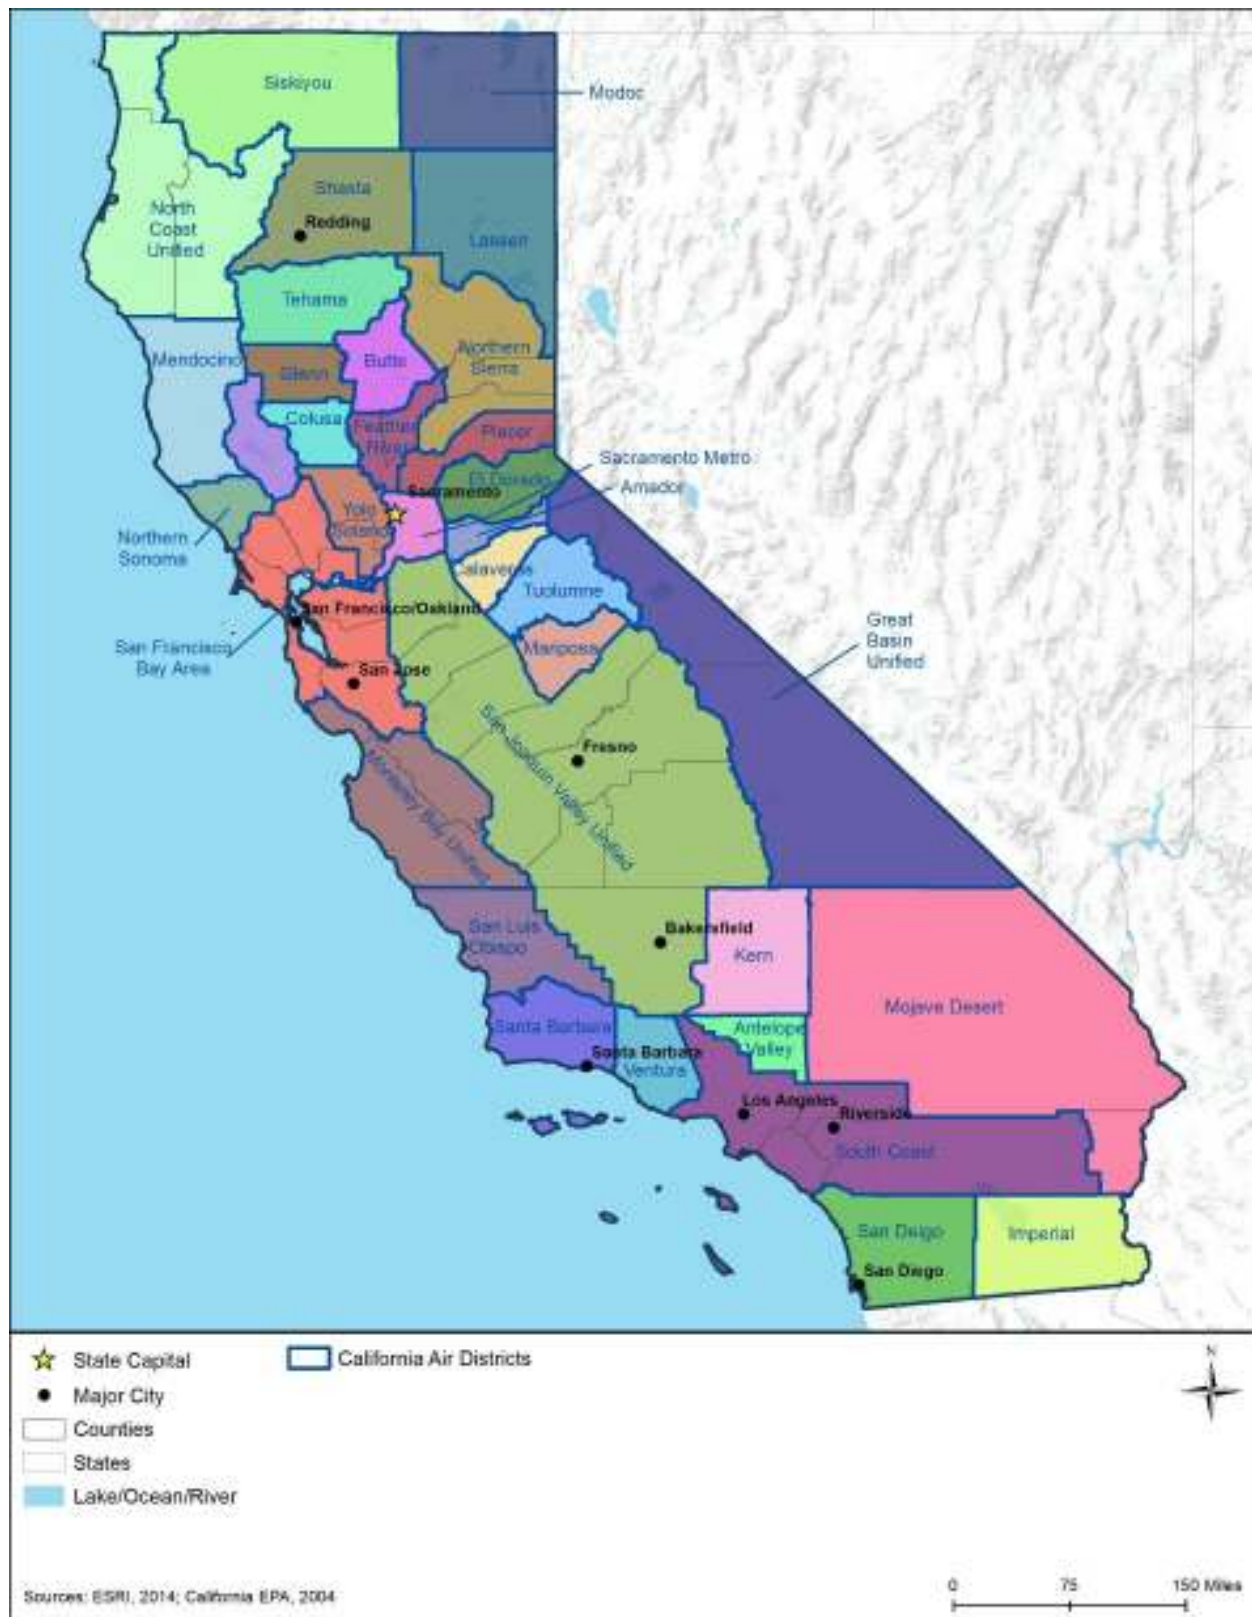 Siskiyou
Modoc
Shasta
Redding
North
Coast
Unified
Lassen
Tehama
Mendocino
Glenn
Butte
Northern
Sierra
Colusa
Feather
River
Placer
Sacramento Metro
El Dorado
Sacramento
Amador
Yolo
Solano
Northern
Sonoma
Calaveras
Tuolumne
San Francisco/Oakland
Great
Basin
Unified
San Francisco
Bay Area
Mariposa
San Jose
San Joaquin Valley Unified
Fresno
Monterey Bay Unified
San Luis
Obispo
Bakersfield
Kern
Mojave Desert
Santa Barbara
Antelope
Valley
Santa Barbara
Ventura
Los Angeles
Riverside
South Coast
San Deigo
Imperial
San Diego
State Capital
California Air Districts
Major City
Counties
States
Lake/Ocean/River
N
Sources: ESRI, 2014; California EPA, 2004
0 75 150 Miles